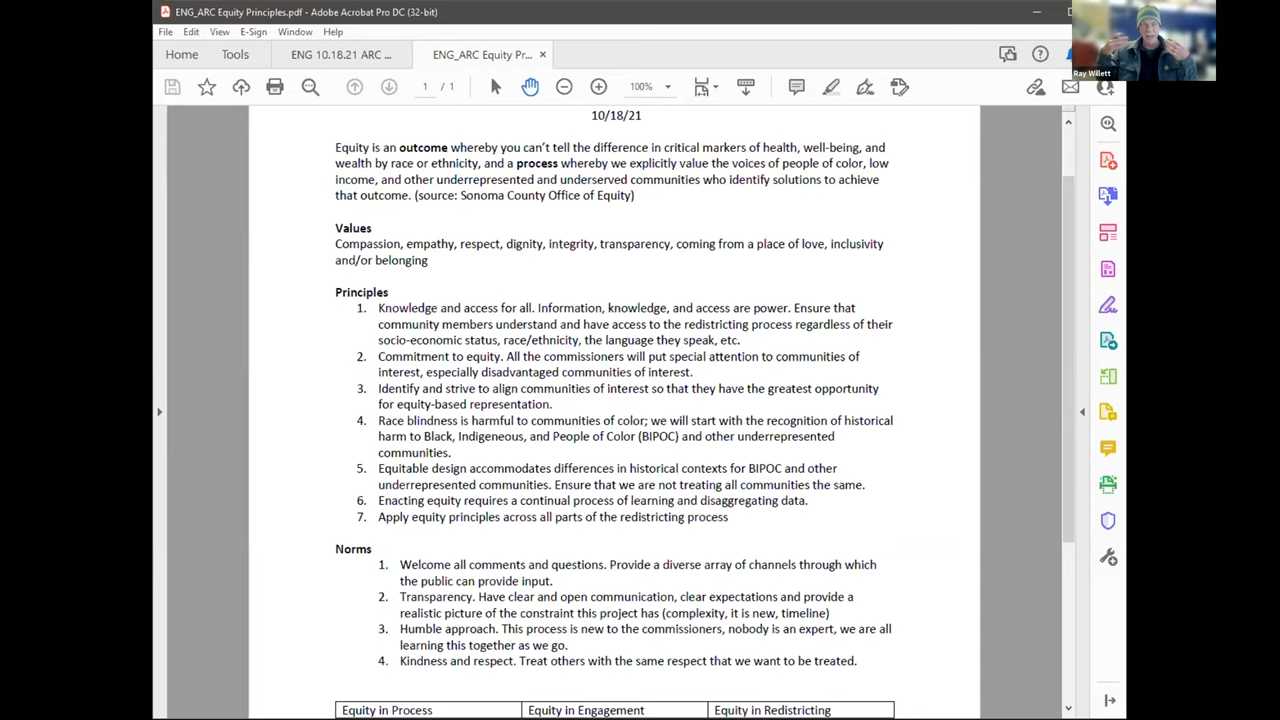 ENG_ARC Equity Principles.pdf - Adobe Acrobat Pro DC (32-bit)
File Edit View E-Sign Window Help
Home Tools ENG 10.18.21 ARC ... ENG_ARC Equity Pr... ×
1 / 1 100%
Ray Willett
10/18/21
Equity is an outcome whereby you can't tell the difference in critical markers of health, well-being, and
wealth by race or ethnicity, and a process whereby we explicitly value the voices of people of color, low
income, and other underrepresented and underserved communities who identify solutions to achieve
that outcome. (source: Sonoma County Office of Equity)
Values
Compassion, empathy, respect, dignity, integrity, transparency, coming from a place of love, inclusivity
and/or belonging
Principles
1. Knowledge and access for all. Information, knowledge, and access are power. Ensure that
community members understand and have access to the redistricting process regardless of their
socio-economic status, race/ethnicity, the language they speak, etc.
2. Commitment to equity. All the commissioners will put special attention to communities of
interest, especially disadvantaged communities of interest.
3. Identify and strive to align communities of interest so that they have the greatest opportunity
for equity-based representation.
4. Race blindness is harmful to communities of color; we will start with the recognition of historical
harm to Black, Indigeneous, and People of Color (BIPOC) and other underrepresented
communities.
5. Equitable design accommodates differences in historical contexts for BIPOC and other
underrepresented communities. Ensure that we are not treating all communities the same.
6. Enacting equity requires a continual process of learning and disaggregating data.
7. Apply equity principles across all parts of the redistricting process
Norms
1. Welcome all comments and questions. Provide a diverse array of channels through which
the public can provide input.
2. Transparency. Have clear and open communication, clear expectations and provide a
realistic picture of the constraint this project has (complexity, it is new, timeline)
3. Humble approach. This process is new to the commissioners, nobody is an expert, we are all
learning this together as we go.
4. Kindness and respect. Treat others with the same respect that we want to be treated.
Equity in Process Equity in Engagement Equity in Redistricting